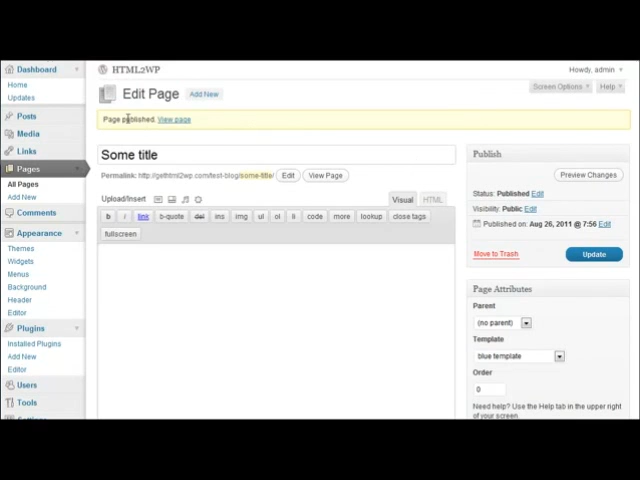 Dashboard
Home
Updates
Posts
Media
Links
Pages
All Pages
Add New
Comments
Appearance
Themes
Widgets
Menus
Background
Header
Editor
Plugins
Installed Plugins
Add New
Editor
Users
Tools
HTML2WP
Howdy, admin
Edit Page Add New
Screen Options Help
Page published. View page
Some title
Permalink: http://gethtml2wp.com/test-blog/some-title/ Edit View Page
Upload/Insert Visual HTML
b i link b-quote del ins img ul ol li code more lookup close tags
fullscreen
Publish
Preview Changes
Status: Published Edit
Visibility: Public Edit
Published on: Aug 26, 2011 @ 7:56 Edit
Move to Trash Update
Page Attributes
Parent
(no parent)
Template
blue template
Order
0
Need help? Use the Help tab in the upper right
of your screen.